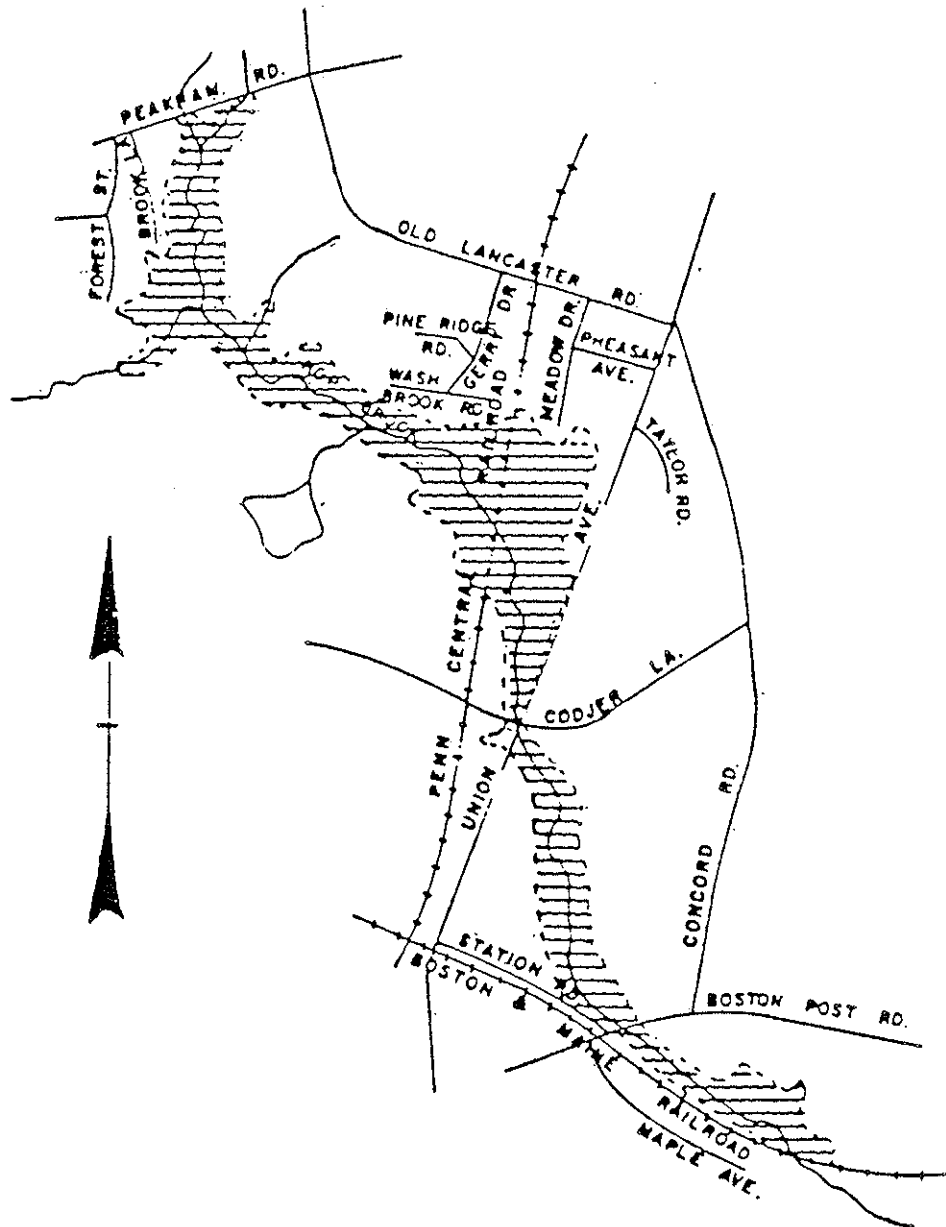 PEAKHAM RD.
FOREST ST.
BROOK LA.
OLD LANCASTER RD.
PINE RIDGE
RD.
GERRY DR.
RAILROAD
MEADOW DR.
PHEASANT
AVE.
WASH
BROOK RD.
TAYLOR RD.
UNION AVE.
PENN CENTRAL
CODJER LA.
CONCORD RD.
STATION
BOSTON & MAINE RAILROAD
BOSTON POST RD.
MAPLE AVE.